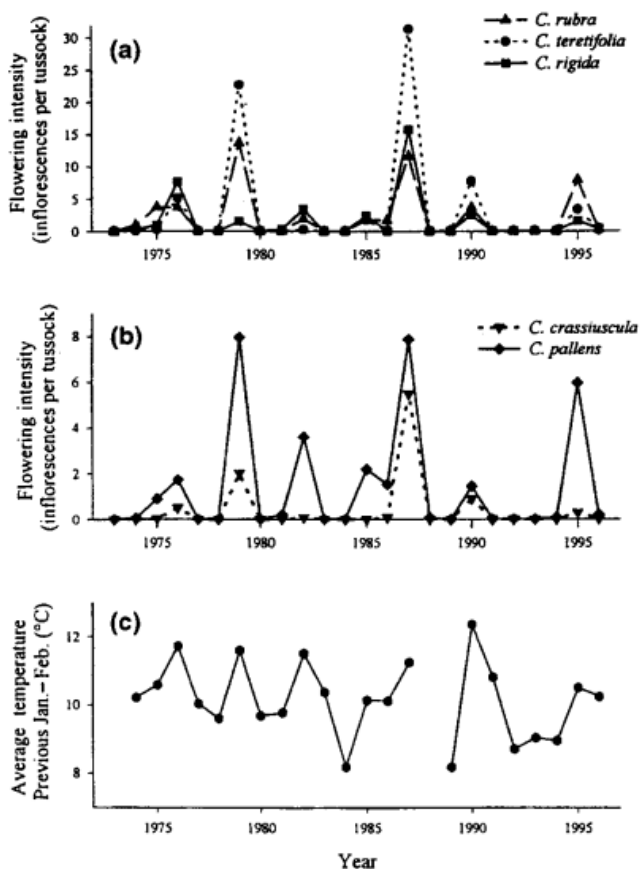 (a)
C. rubra
C. teretifolia
C. rigida
Flowering intensity
(inflorescences per tussock)
30
25
20
15
10
5
0
1975 1980 1985 1990 1995
(b)
C. crassiuscula
C. pallens
Flowering intensity
(inflorescences per tussock)
8
6
4
2
0
1975 1980 1985 1990 1995
(c)
Average temperature
Previous Jan.–Feb. (°C)
12
10
8
1975 1980 1985 1990 1995
Year